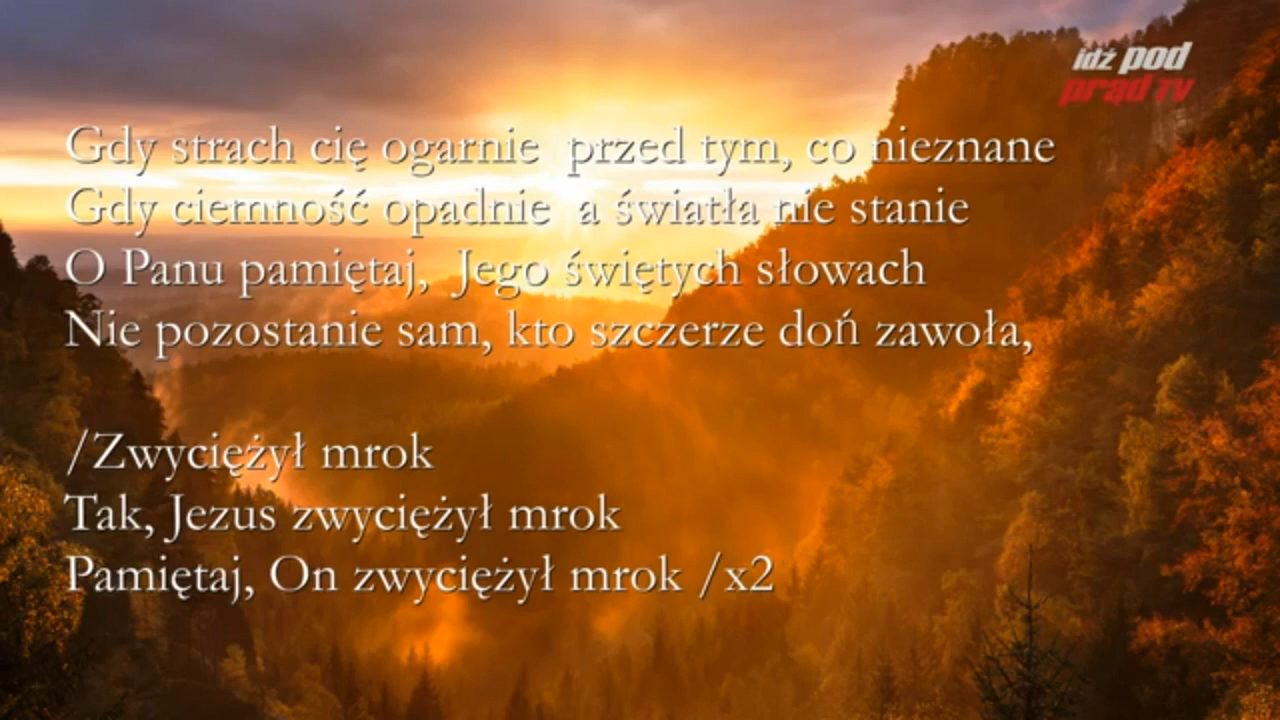 idź pod
prąd TV
Gdy strach cię ogarnie  przed tym, co nieznane
Gdy ciemność opadnie  a światła nie stanie
O Panu pamiętaj,  Jego świętych słowach
Nie pozostanie sam, kto szczerze doń zawoła,
/Zwyciężył mrok
Tak, Jezus zwyciężył mrok
Pamiętaj, On zwyciężył mrok /x2